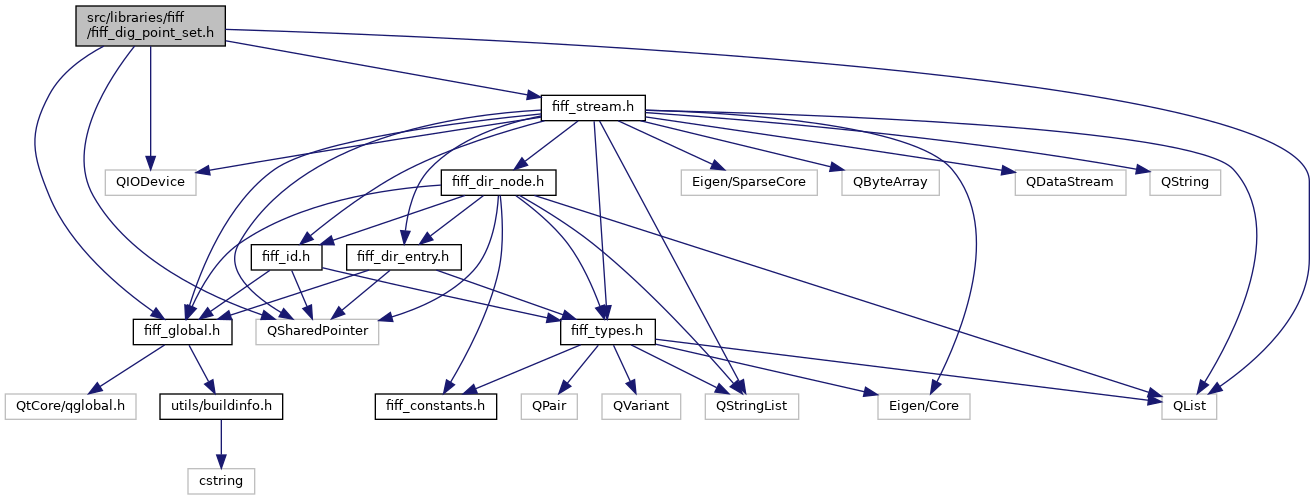 src/libraries/fiff
/fiff_dig_point_set.h
fiff_stream.h
QIODevice
fiff_dir_node.h
Eigen/SparseCore
QByteArray
QDataStream
QString
fiff_id.h
fiff_dir_entry.h
fiff_global.h
QSharedPointer
fiff_types.h
QtCore/qglobal.h
utils/buildinfo.h
fiff_constants.h
QPair
QVariant
QStringList
Eigen/Core
QList
cstring